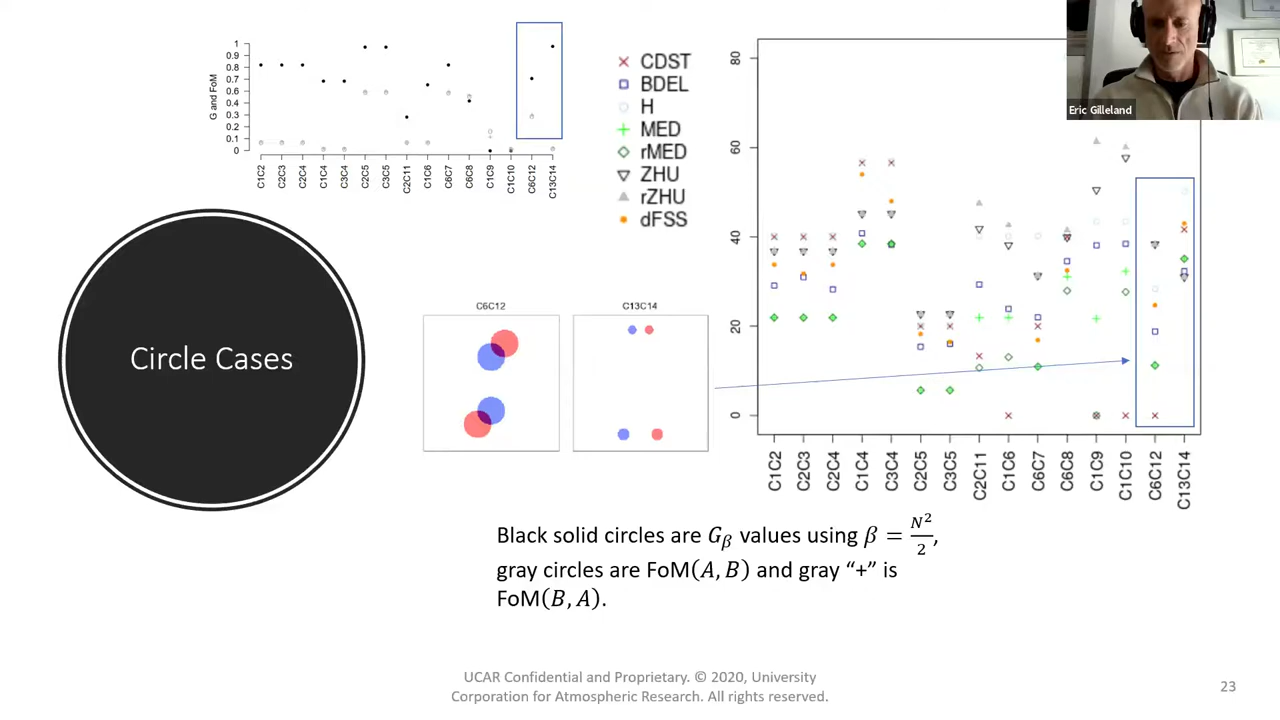 G and FoM
1
0.9
0.8
0.7
0.6
0.5
0.4
0.3
0.2
0.1
0
C1C2
C2C3
C2C4
C1C4
C3C4
C2C5
C3C5
C2C11
C1C6
C6C7
C6C8
C1C9
C1C10
C6C12
C13C14
CDST
BDEL
H
MED
rMED
ZHU
rZHU
dFSS
80
60
40
20
0
C1C2
C2C3
C2C4
C1C4
C3C4
C2C5
C3C5
C2C11
C1C6
C6C7
C6C8
C1C9
C1C10
C6C12
C13C14
Eric Gilleland
Circle Cases
C6C12
C13C14
Black solid circles are Gβ values using β = N²/2,
gray circles are FoM(A, B) and gray “+” is
FoM(B, A).
UCAR Confidential and Proprietary. © 2020, University
Corporation for Atmospheric Research. All rights reserved.
23